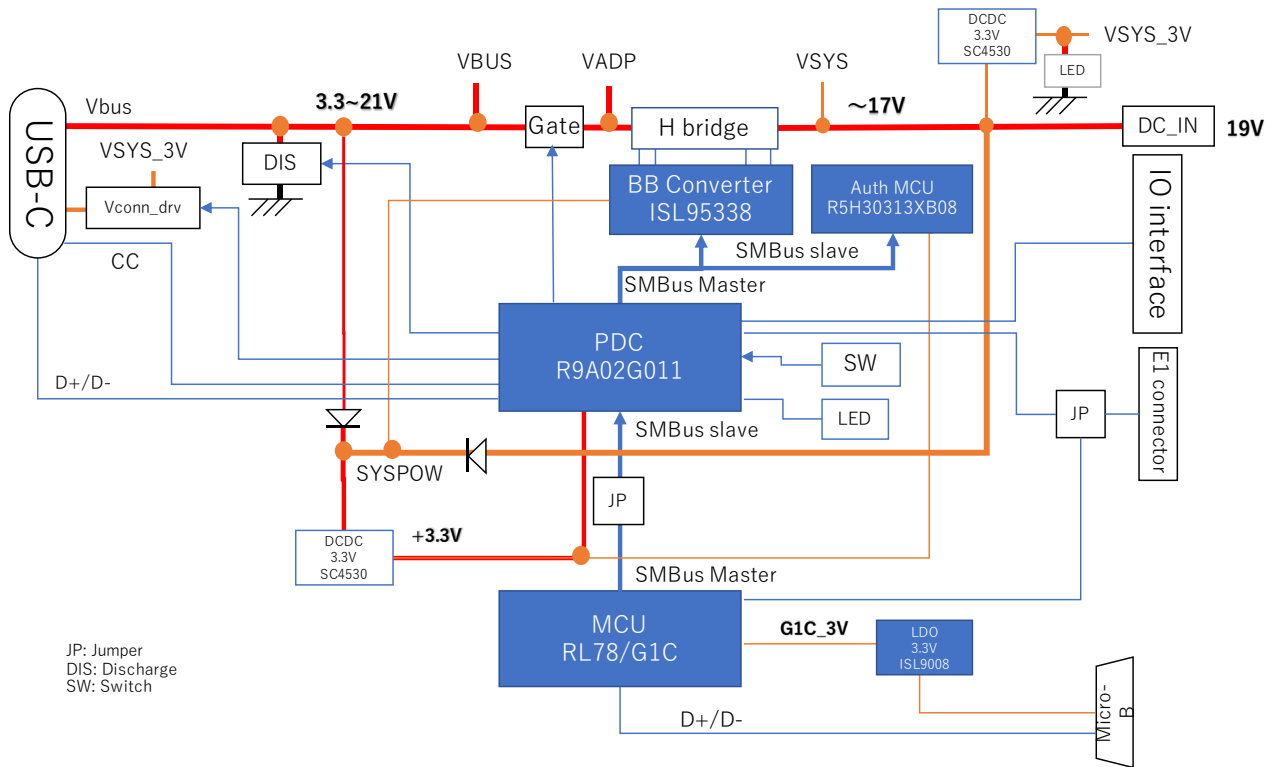 DCDC
3.3V
SC4530
VSYS_3V
LED
VBUS
VADP
VSYS
Vbus
3.3~21V
Gate
H bridge
～17V
DC_IN
19V
USB-C
VSYS_3V
DIS
Vconn_drv
BB Converter
ISL95338
Auth MCU
R5H30313XB08
IO interface
CC
SMBus slave
SMBus Master
PDC
R9A02G011
SW
D+/D-
LED
JP
E1 connector
SMBus slave
SYSPOW
JP
DCDC
3.3V
SC4530
+3.3V
SMBus Master
MCU
RL78/G1C
G1C_3V
LDO
3.3V
ISL9008
JP: Jumper
DIS: Discharge
SW: Switch
D+/D-
Micro-
B